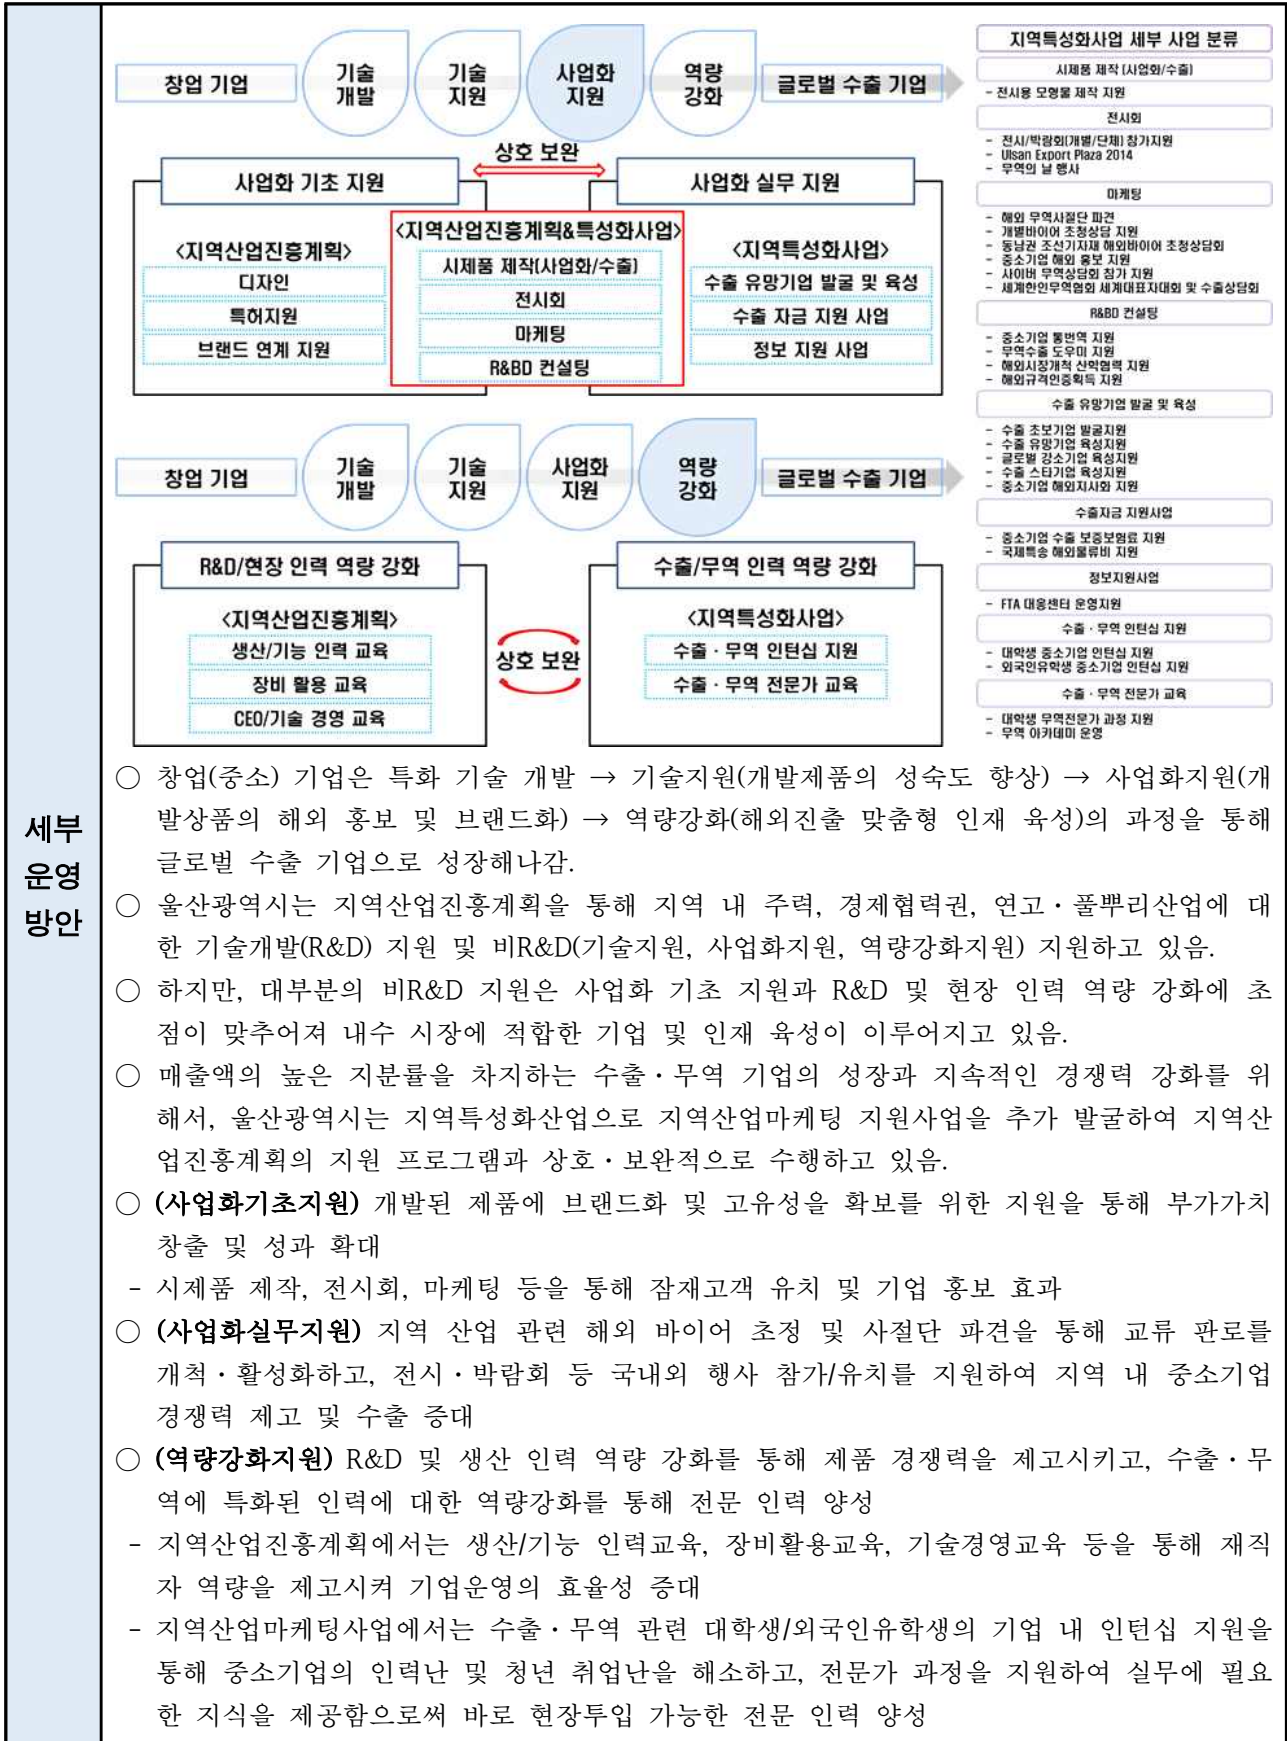 세부
운영
방안
창업 기업
기술
개발
기술
지원
사업화
지원
역량
강화
글로벌 수출 기업
상호 보완
사업화 기초 지원
사업화 실무 지원
<지역산업진흥계획>
디자인
특허지원
브랜드 연계 지원
<지역산업진흥계획&특성화사업>
시제품 제작(사업화/수출)
전시회
마케팅
R&BD 컨설팅
<지역특성화사업>
수출 유망기업 발굴 및 육성
수출 자금 지원 사업
정보 지원 사업
창업 기업
기술
개발
기술
지원
사업화
지원
역량
강화
글로벌 수출 기업
R&D/현장 인력 역량 강화
<지역산업진흥계획>
생산/기능 인력 교육
장비 활용 교육
CEO/기술 경영 교육
상호 보완
수출/무역 인력 역량 강화
<지역특성화사업>
수출·무역 인턴십 지원
수출·무역 전문가 교육
지역특성화사업 세부 사업 분류
시제품 제작 (사업화/수출)
- 전시용 모형물 제작 지원
전시회
- 전시/박람회(개별/단체) 참가지원
- Ulsan Export Plaza 2014
- 무역의 날 행사
마케팅
- 해외 무역사절단 파견
- 개별바이어 초청상담 지원
- 동남권 조선기자재 해외바이어 초청상담회
- 중소기업 해외 홍보 지원
- 사이버 무역상담회 참가 지원
- 세계한인무역협회 세계대표자대회 및 수출상담회
R&BD 컨설팅
- 중소기업 통번역 지원
- 무역수출 도우미 지원
- 해외시장개척 산학협력 지원
- 해외규격인증획득 지원
수출 유망기업 발굴 및 육성
- 수출 초보기업 발굴지원
- 수출 유망기업 육성지원
- 글로벌 강소기업 육성지원
- 수출 스타기업 육성지원
- 중소기업 해외지사화 지원
수출자금 지원사업
- 중소기업 수출 보증보험료 지원
- 국제특송 해외물류비 지원
정보지원사업
- FTA 대응센터 운영지원
수출·무역 인턴십 지원
- 대학생 중소기업 인턴십 지원
- 외국인유학생 중소기업 인턴십 지원
수출·무역 전문가 교육
- 대학생 무역전문가 과정 지원
- 무역 아카데미 운영
○ 창업(중소) 기업은 특화 기술 개발 → 기술지원(개발제품의 성숙도 향상) → 사업화지원(개
발상품의 해외 홍보 및 브랜드화) → 역량강화(해외진출 맞춤형 인재 육성)의 과정을 통해
글로벌 수출 기업으로 성장해나감.
○ 울산광역시는 지역산업진흥계획을 통해 지역 내 주력, 경제협력권, 연고·풀뿌리산업에 대
한 기술개발(R&D) 지원 및 비R&D(기술지원, 사업화지원, 역량강화지원) 지원하고 있음.
○ 하지만, 대부분의 비R&D 지원은 사업화 기초 지원과 R&D 및 현장 인력 역량 강화에 초
점이 맞추어져 내수 시장에 적합한 기업 및 인재 육성이 이루어지고 있음.
○ 매출액의 높은 지분률을 차지하는 수출·무역 기업의 성장과 지속적인 경쟁력 강화를 위
해서, 울산광역시는 지역특성화산업으로 지역산업마케팅 지원사업을 추가 발굴하여 지역산
업진흥계획의 지원 프로그램과 상호·보완적으로 수행하고 있음.
○ (사업화기초지원) 개발된 제품에 브랜드화 및 고유성을 확보를 위한 지원을 통해 부가가치
창출 및 성과 확대
- 시제품 제작, 전시회, 마케팅 등을 통해 잠재고객 유치 및 기업 홍보 효과
○ (사업화실무지원) 지역 산업 관련 해외 바이어 초정 및 사절단 파견을 통해 교류 판로를
개척·활성화하고, 전시·박람회 등 국내외 행사 참가/유치를 지원하여 지역 내 중소기업
경쟁력 제고 및 수출 증대
○ (역량강화지원) R&D 및 생산 인력 역량 강화를 통해 제품 경쟁력을 제고시키고, 수출·무
역에 특화된 인력에 대한 역량강화를 통해 전문 인력 양성
- 지역산업진흥계획에서는 생산/기능 인력교육, 장비활용교육, 기술경영교육 등을 통해 재직
자 역량을 제고시켜 기업운영의 효율성 증대
- 지역산업마케팅사업에서는 수출·무역 관련 대학생/외국인유학생의 기업 내 인턴십 지원을
통해 중소기업의 인력난 및 청년 취업난을 해소하고, 전문가 과정을 지원하여 실무에 필요
한 지식을 제공함으로써 바로 현장투입 가능한 전문 인력 양성